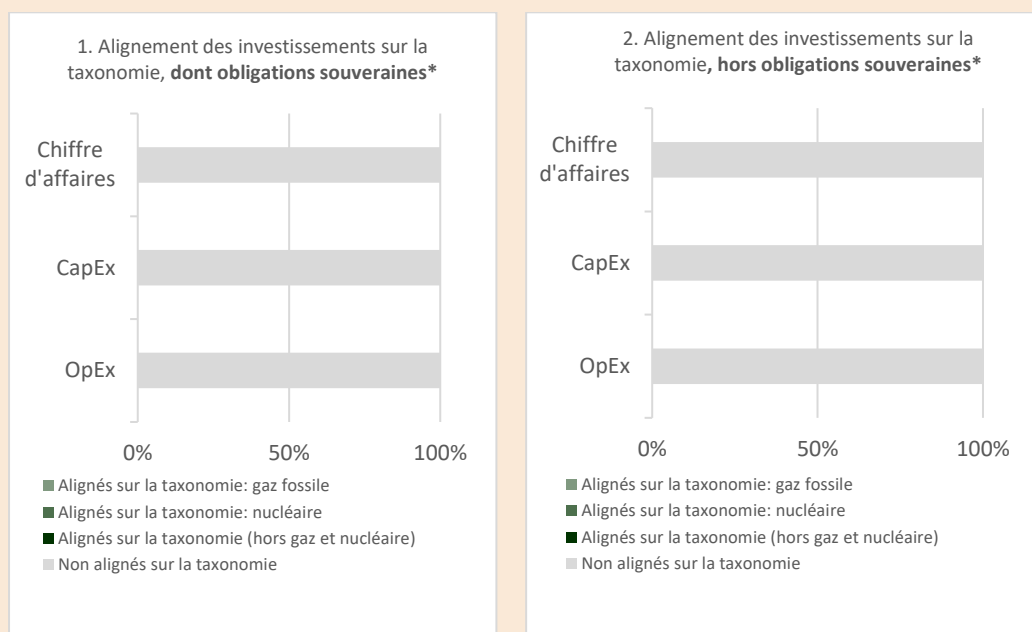 1. Alignement des investissements sur la
taxonomie, dont obligations souveraines*
Chiffre
d'affaires
CapEx
OpEx
0%
50%
100%
Alignés sur la taxonomie: gaz fossile
Alignés sur la taxonomie: nucléaire
Alignés sur la taxonomie (hors gaz et nucléaire)
Non alignés sur la taxonomie
2. Alignement des investissements sur la
taxonomie, hors obligations souveraines*
Chiffre
d'affaires
CapEx
OpEx
0%
50%
100%
Alignés sur la taxonomie: gaz fossile
Alignés sur la taxonomie: nucléaire
Alignés sur la taxonomie (hors gaz et nucléaire)
Non alignés sur la taxonomie